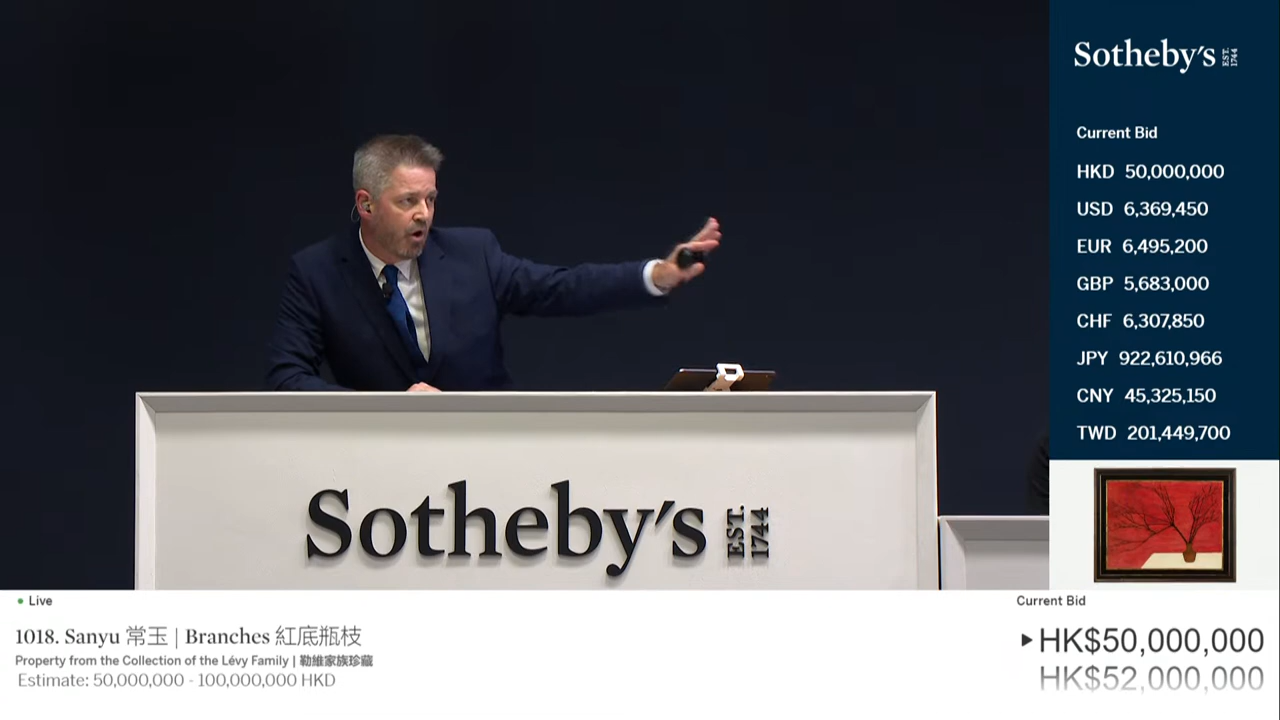 Sotheby's EST. 1744
Current Bid
HKD 50,000,000
USD 6,369,450
EUR 6,495,200
GBP 5,683,000
CHF 6,307,850
JPY 922,610,966
CNY 45,325,150
TWD 201,449,700
Sotheby's EST. 1744
Live
1018. Sanyu 常玉 | Branches 紅底瓶枝
Property from the Collection of the Lévy Family | 勒維家族珍藏
Estimate: 50,000,000 - 100,000,000 HKD
Current Bid
HK$50,000,000
HK$52,000,000